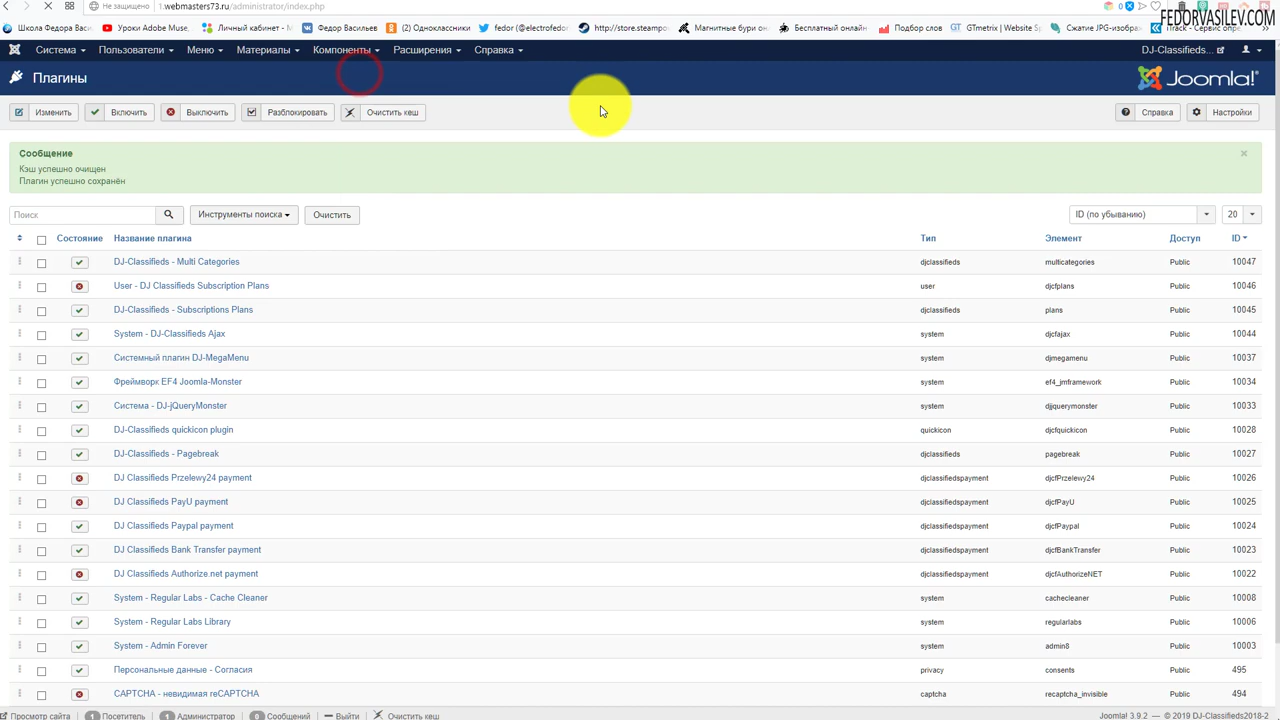 Не защищено 1.webmasters73.ru/administrator/index.php
FEDORVASILEV.COM
Школа Федора Васил Уроки Adobe Muse, Личный кабинет - М Федор Васильев (2) Одноклассники fedor (@electrofedor http://store.steampo Магнитные бури он Бесплатный онлайн Подбор слов GTmetrix | Website Sp Сжатие JPG-изображ iTrack - Сервис опре
Система Пользователи Меню Материалы Компоненты Расширения Справка DJ-Classifieds...
Плагины Joomla!
Изменить Включить Выключить Разблокировать Очистить кеш Справка Настройки
Сообщение
Кэш успешно очищен
Плагин успешно сохранён
Поиск Инструменты поиска Очистить ID (по убыванию) 20
Состояние Название плагина Тип Элемент Доступ ID
DJ-Classifieds - Multi Categories djclassifieds multicategories Public 10047
User - DJ Classifieds Subscription Plans user djcfplans Public 10046
DJ-Classifieds - Subscriptions Plans djclassifieds plans Public 10045
System - DJ-Classifieds Ajax system djcfajax Public 10044
Системный плагин DJ-MegaMenu system djmegamenu Public 10037
Фреймворк EF4 Joomla-Monster system ef4_jmframework Public 10034
Система - DJ-jQueryMonster system djjquerymonster Public 10033
DJ-Classifieds quickicon plugin quickicon djcfquickicon Public 10028
DJ-Classifieds - Pagebreak djclassifieds pagebreak Public 10027
DJ Classifieds Przelewy24 payment djclassifiedspayment djcfPrzelewy24 Public 10026
DJ Classifieds PayU payment djclassifiedspayment djcfPayU Public 10025
DJ Classifieds Paypal payment djclassifiedspayment djcfPaypal Public 10024
DJ Classifieds Bank Transfer payment djclassifiedspayment djcfBankTransfer Public 10023
DJ Classifieds Authorize.net payment djclassifiedspayment djcfAuthorizeNET Public 10022
System - Regular Labs - Cache Cleaner system cachecleaner Public 10008
System - Regular Labs Library system regularlabs Public 10006
System - Admin Forever system admin8 Public 10003
Персональные данные - Согласия privacy consents Public 495
CAPTCHA - невидимая reCAPTCHA captcha recaptcha_invisible Public 494
Просмотр сайта 1 Посетитель 1 Администратор 0 Сообщений Выйти Очистить кеш Joomla! 3.9.2 — © 2019 DJ-Classifieds2018-2